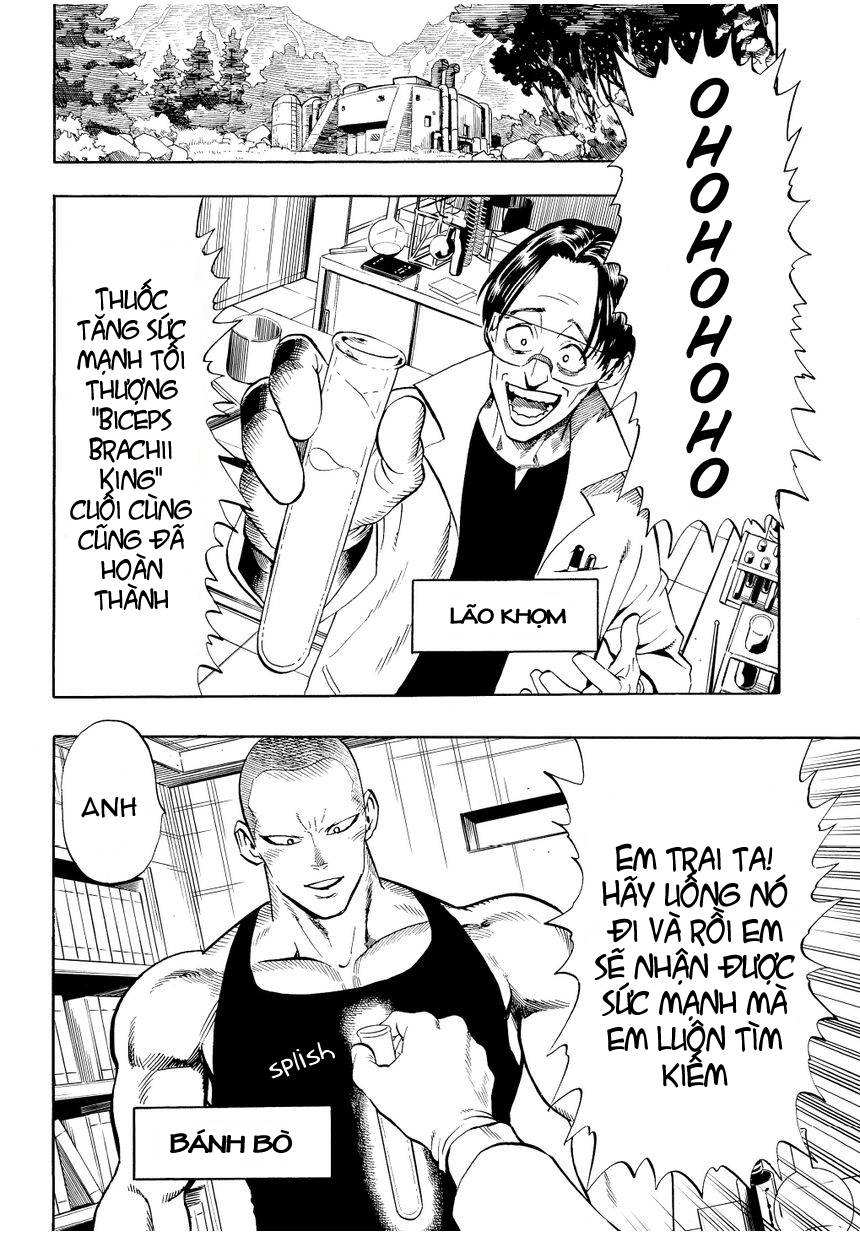 OHOHOHOHOHO
THUỐC
TĂNG SỨC
MẠNH TỐI
THƯỢNG
"BICEPS
BRACHII
KING"
CUỐI CÙNG
CŨNG ĐÃ
HOÀN
THÀNH
LÃO KHỌM
EM TRAI TA!
HÃY UỐNG NÓ
ĐI VÀ RỒI EM
SẼ NHẬN ĐƯỢC
SỨC MẠNH MÀ
EM LUÔN TÌM
KIẾM
ANH
splish
BÁNH BÒ